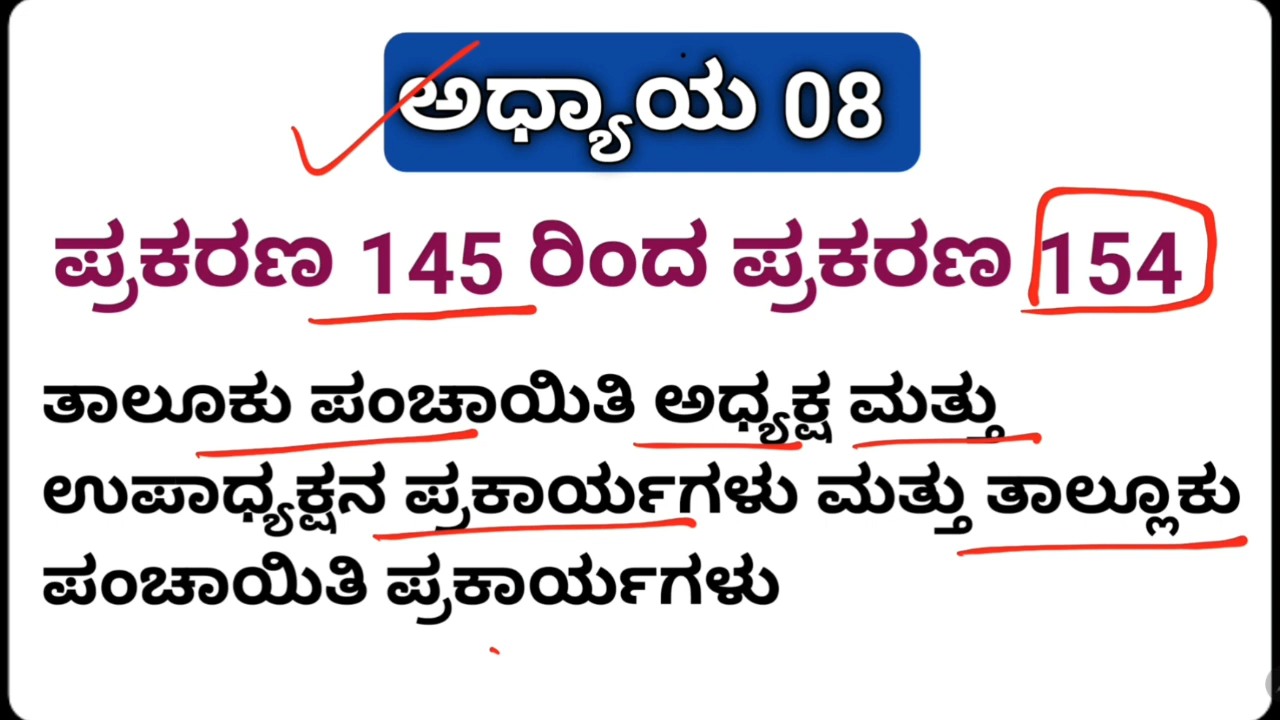 ಅಧ್ಯಾಯ 08
ಪ್ರಕರಣ 145 ರಿಂದ ಪ್ರಕರಣ 154
ತಾಲೂಕು ಪಂಚಾಯಿತಿ ಅಧ್ಯಕ್ಷ ಮತ್ತು
ಉಪಾಧ್ಯಕ್ಷನ ಪ್ರಕಾರ್ಯಗಳು ಮತ್ತು ತಾಲ್ಲೂಕು
ಪಂಚಾಯಿತಿ ಪ್ರಕಾರ್ಯಗಳು